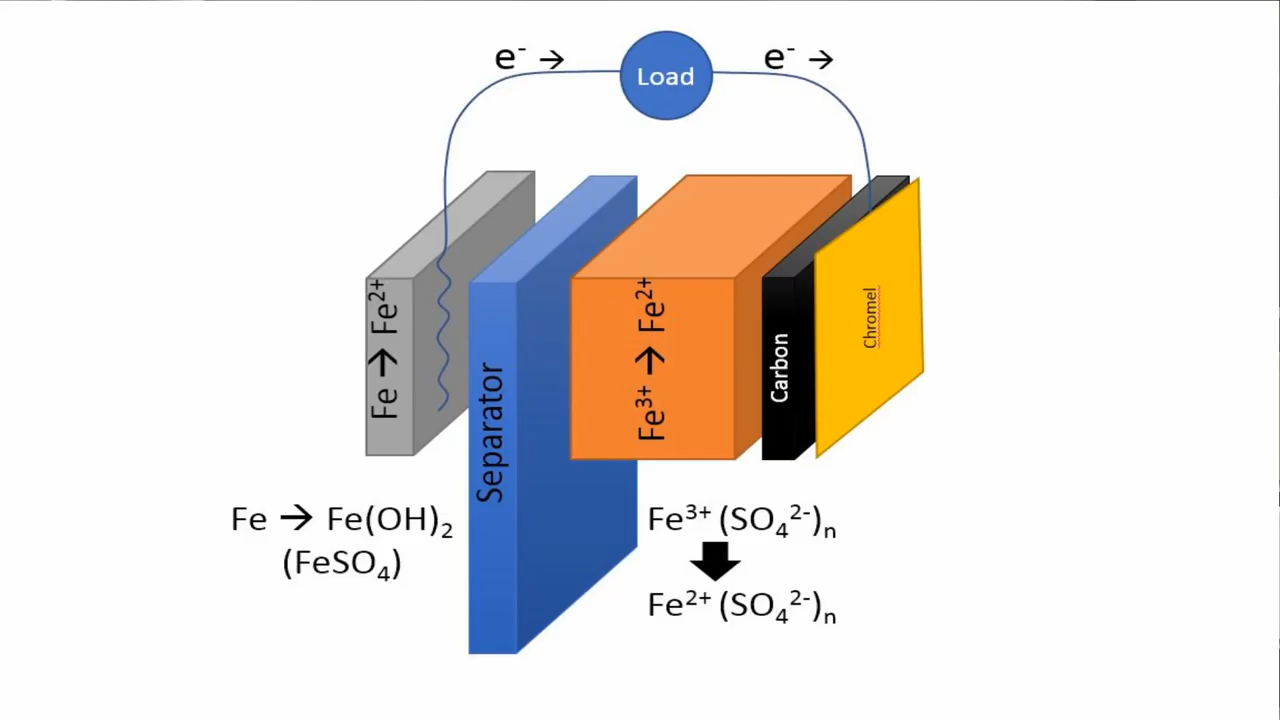 e⁻ →
Load
e⁻ →
Fe → Fe²⁺
Separator
Fe³⁺ → Fe²⁺
Carbon
Chromel
Fe → Fe(OH)₂
(FeSO₄)
Fe³⁺ (SO₄²⁻)ₙ
Fe²⁺ (SO₄²⁻)ₙ